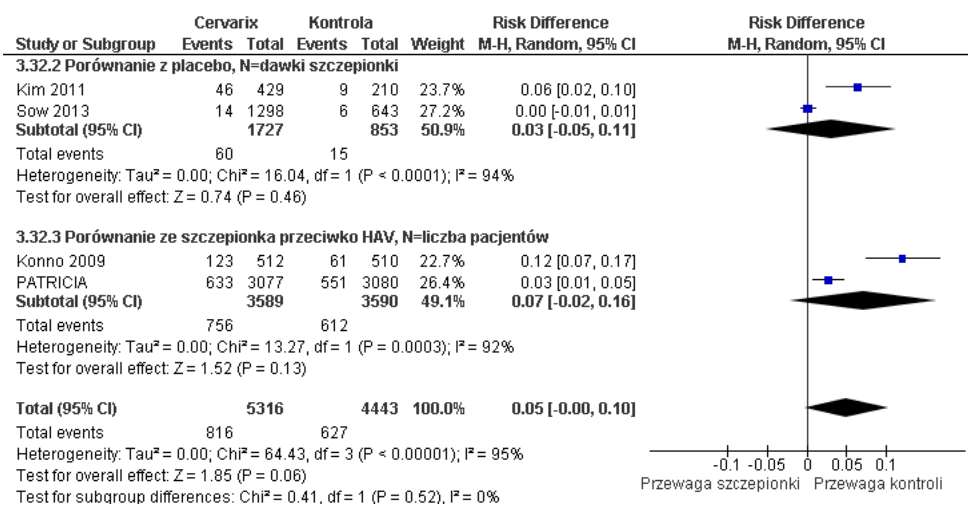 Cervarix Kontrola Risk Difference Risk Difference
Study or Subgroup Events Total Events Total Weight M-H, Random, 95% CI M-H, Random, 95% CI
3.32.2 Porównanie z placebo, N=dawki szczepionki
Kim 2011 46 429 9 210 23.7% 0.06 [0.02, 0.10]
Sow 2013 14 1298 6 643 27.2% 0.00 [-0.01, 0.01]
Subtotal (95% CI) 1727 853 50.9% 0.03 [-0.05, 0.11]
Total events 60 15
Heterogeneity: Tau² = 0.00; Chi² = 16.04, df = 1 (P < 0.0001); I² = 94%
Test for overall effect: Z = 0.74 (P = 0.46)
3.32.3 Porównanie ze szczepionka przeciwko HAV, N=liczba pacjentów
Konno 2009 123 512 61 510 22.7% 0.12 [0.07, 0.17]
PATRICIA 633 3077 551 3080 26.4% 0.03 [0.01, 0.05]
Subtotal (95% CI) 3589 3590 49.1% 0.07 [-0.02, 0.16]
Total events 756 612
Heterogeneity: Tau² = 0.00; Chi² = 13.27, df = 1 (P = 0.0003); I² = 92%
Test for overall effect: Z = 1.52 (P = 0.13)
Total (95% CI) 5316 4443 100.0% 0.05 [-0.00, 0.10]
Total events 816 627
Heterogeneity: Tau² = 0.00; Chi² = 64.43, df = 3 (P < 0.00001); I² = 95%
Test for overall effect: Z = 1.85 (P = 0.06)
Test for subgroup differences: Chi² = 0.41, df = 1 (P = 0.52), I² = 0%
-0.1 -0.05 0 0.05 0.1
Przewaga szczepionki Przewaga kontroli